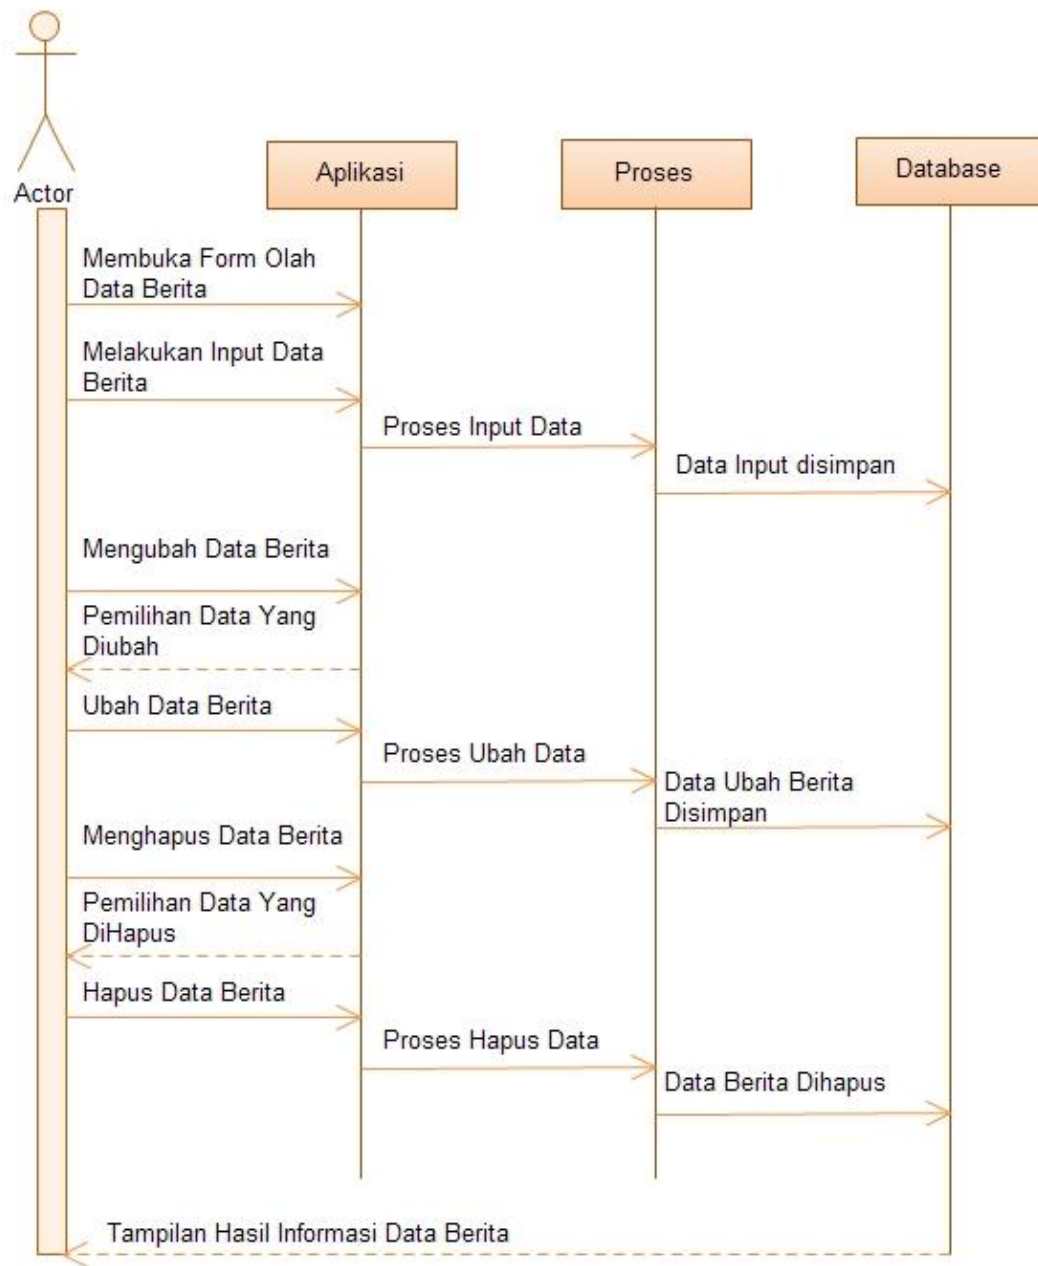 Actor
Aplikasi
Proses
Database
Membuka Form Olah
Data Berita
Melakukan Input Data
Berita
Proses Input Data
Data Input disimpan
Mengubah Data Berita
Pemilihan Data Yang
Diubah
Ubah Data Berita
Proses Ubah Data
Data Ubah Berita
Disimpan
Menghapus Data Berita
Pemilihan Data Yang
DiHapus
Hapus Data Berita
Proses Hapus Data
Data Berita Dihapus
Tampilan Hasil Informasi Data Berita